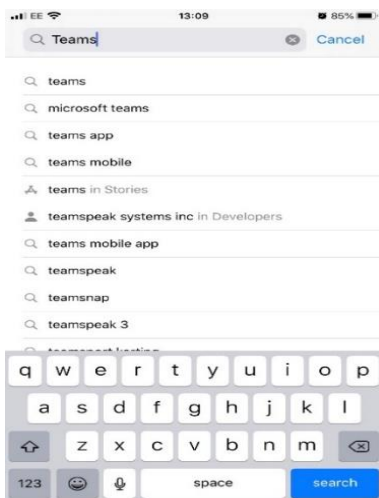 EE 13:09 85%
Teams Cancel
teams
microsoft teams
teams app
teams mobile
teams in Stories
teamspeak systems inc in Developers
teams mobile app
teamspeak
teamsnap
teamspeak 3
q w e r t y u i o p
a s d f g h j k l
z x c v b n m
123 space search